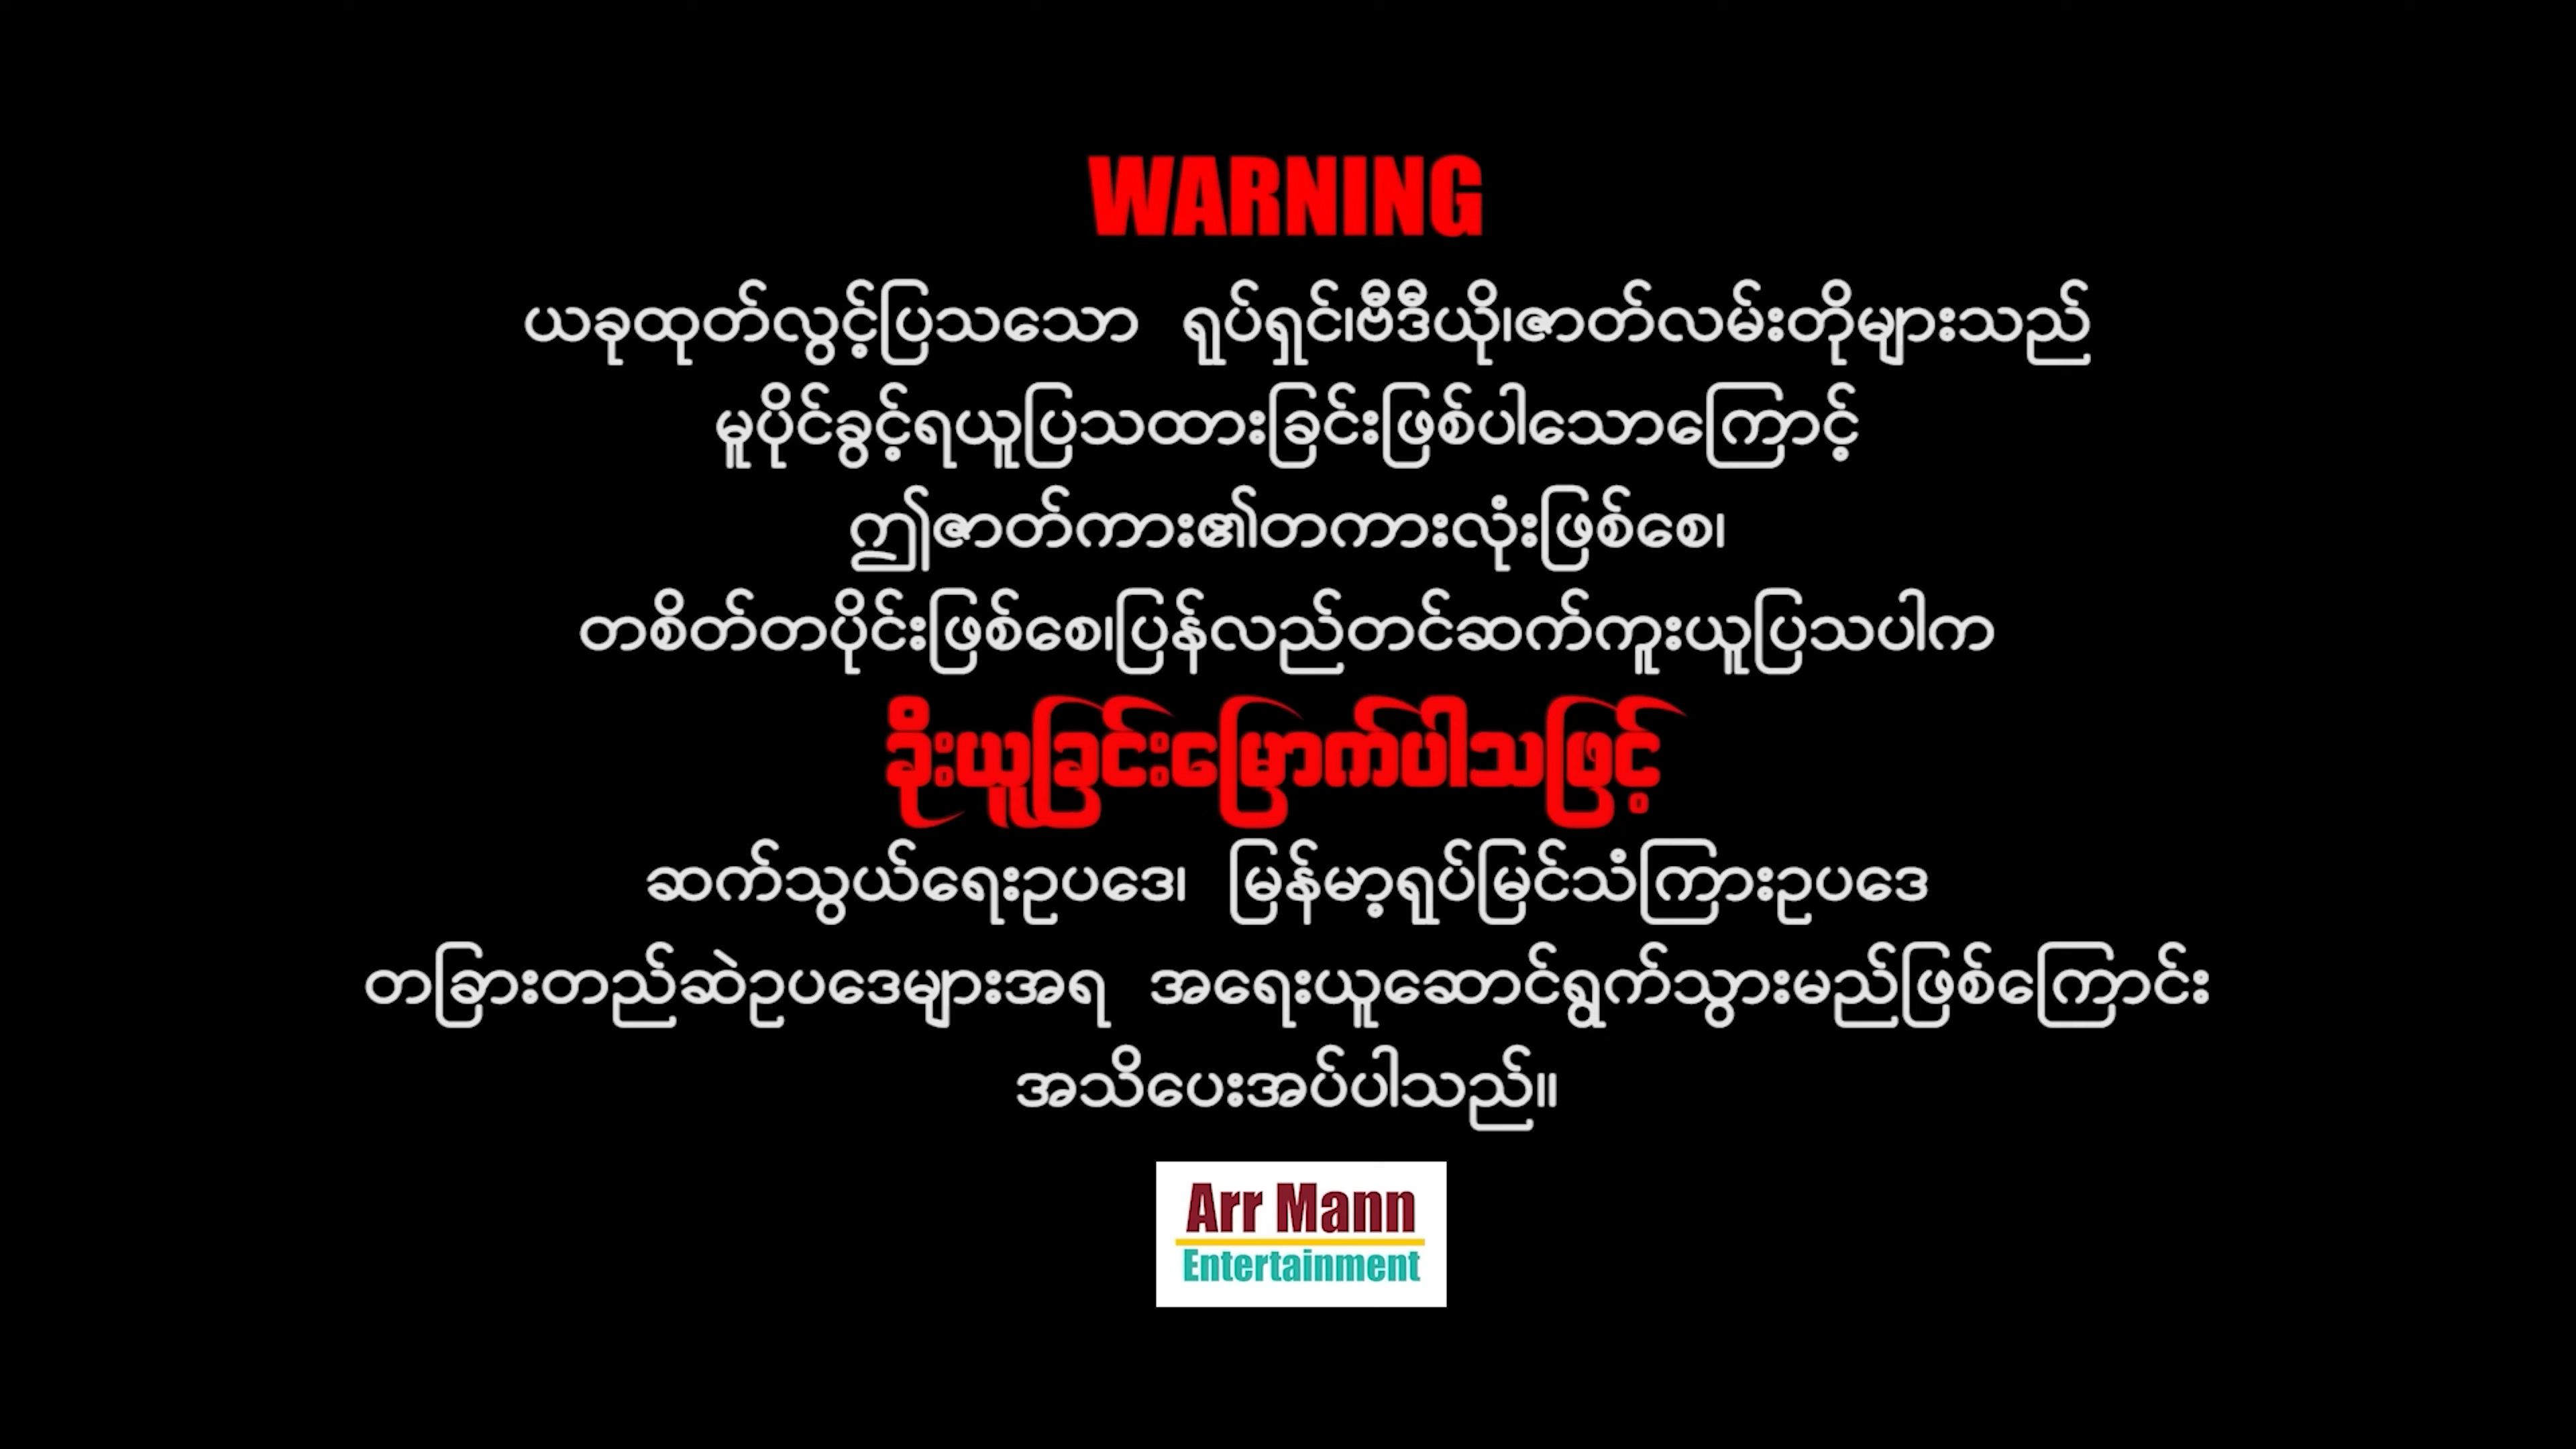 WARNING
ယခုထုတ်လွှင့်ပြသသော ရုပ်ရှင်၊ဗီဒီယို၊ဇာတ်လမ်းတိုများသည်
မူပိုင်ခွင့်ရယူပြသထားခြင်းဖြစ်ပါသောကြောင့်
ဤဇာတ်ကား၏တကားလုံးဖြစ်စေ၊
တစိတ်တပိုင်းဖြစ်စေ၊ပြန်လည်တင်ဆက်ကူးယူပြသပါက
ခိုးယူခြင်းမြောက်ပါသဖြင့်
ဆက်သွယ်ရေးဥပဒေ၊ မြန်မာ့ရုပ်မြင်သံကြားဥပဒေ
တခြားတည်ဆဲဥပဒေများအရ အရေးယူဆောင်ရွက်သွားမည်ဖြစ်ကြောင်း
အသိပေးအပ်ပါသည်။
Arr Mann
Entertainment